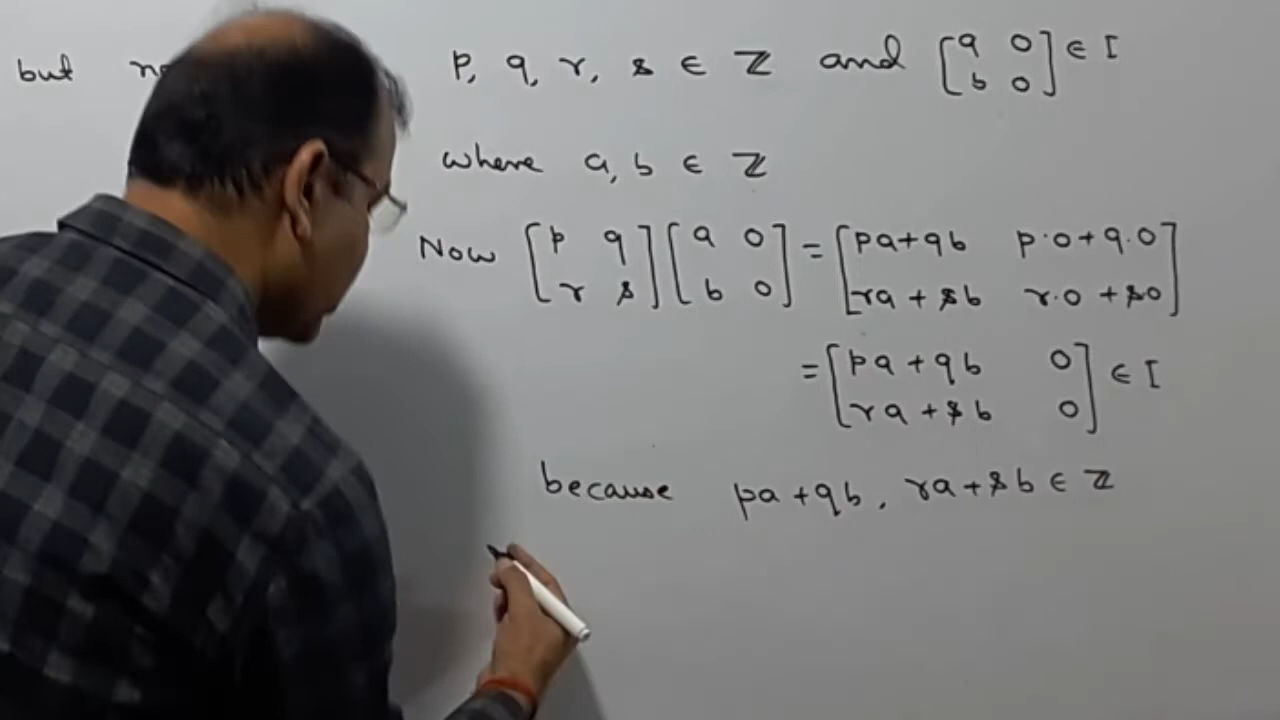 but p, q, r, s ∈ ℤ and [a 0; b 0] ∈ I
where a, b ∈ ℤ
Now [p q; r s] [a 0; b 0] = [pa+qb p·0+q·0; ra+sb r·0+s0]
= [pa+qb 0; ra+sb 0] ∈ I
because pa+qb, ra+sb ∈ ℤ